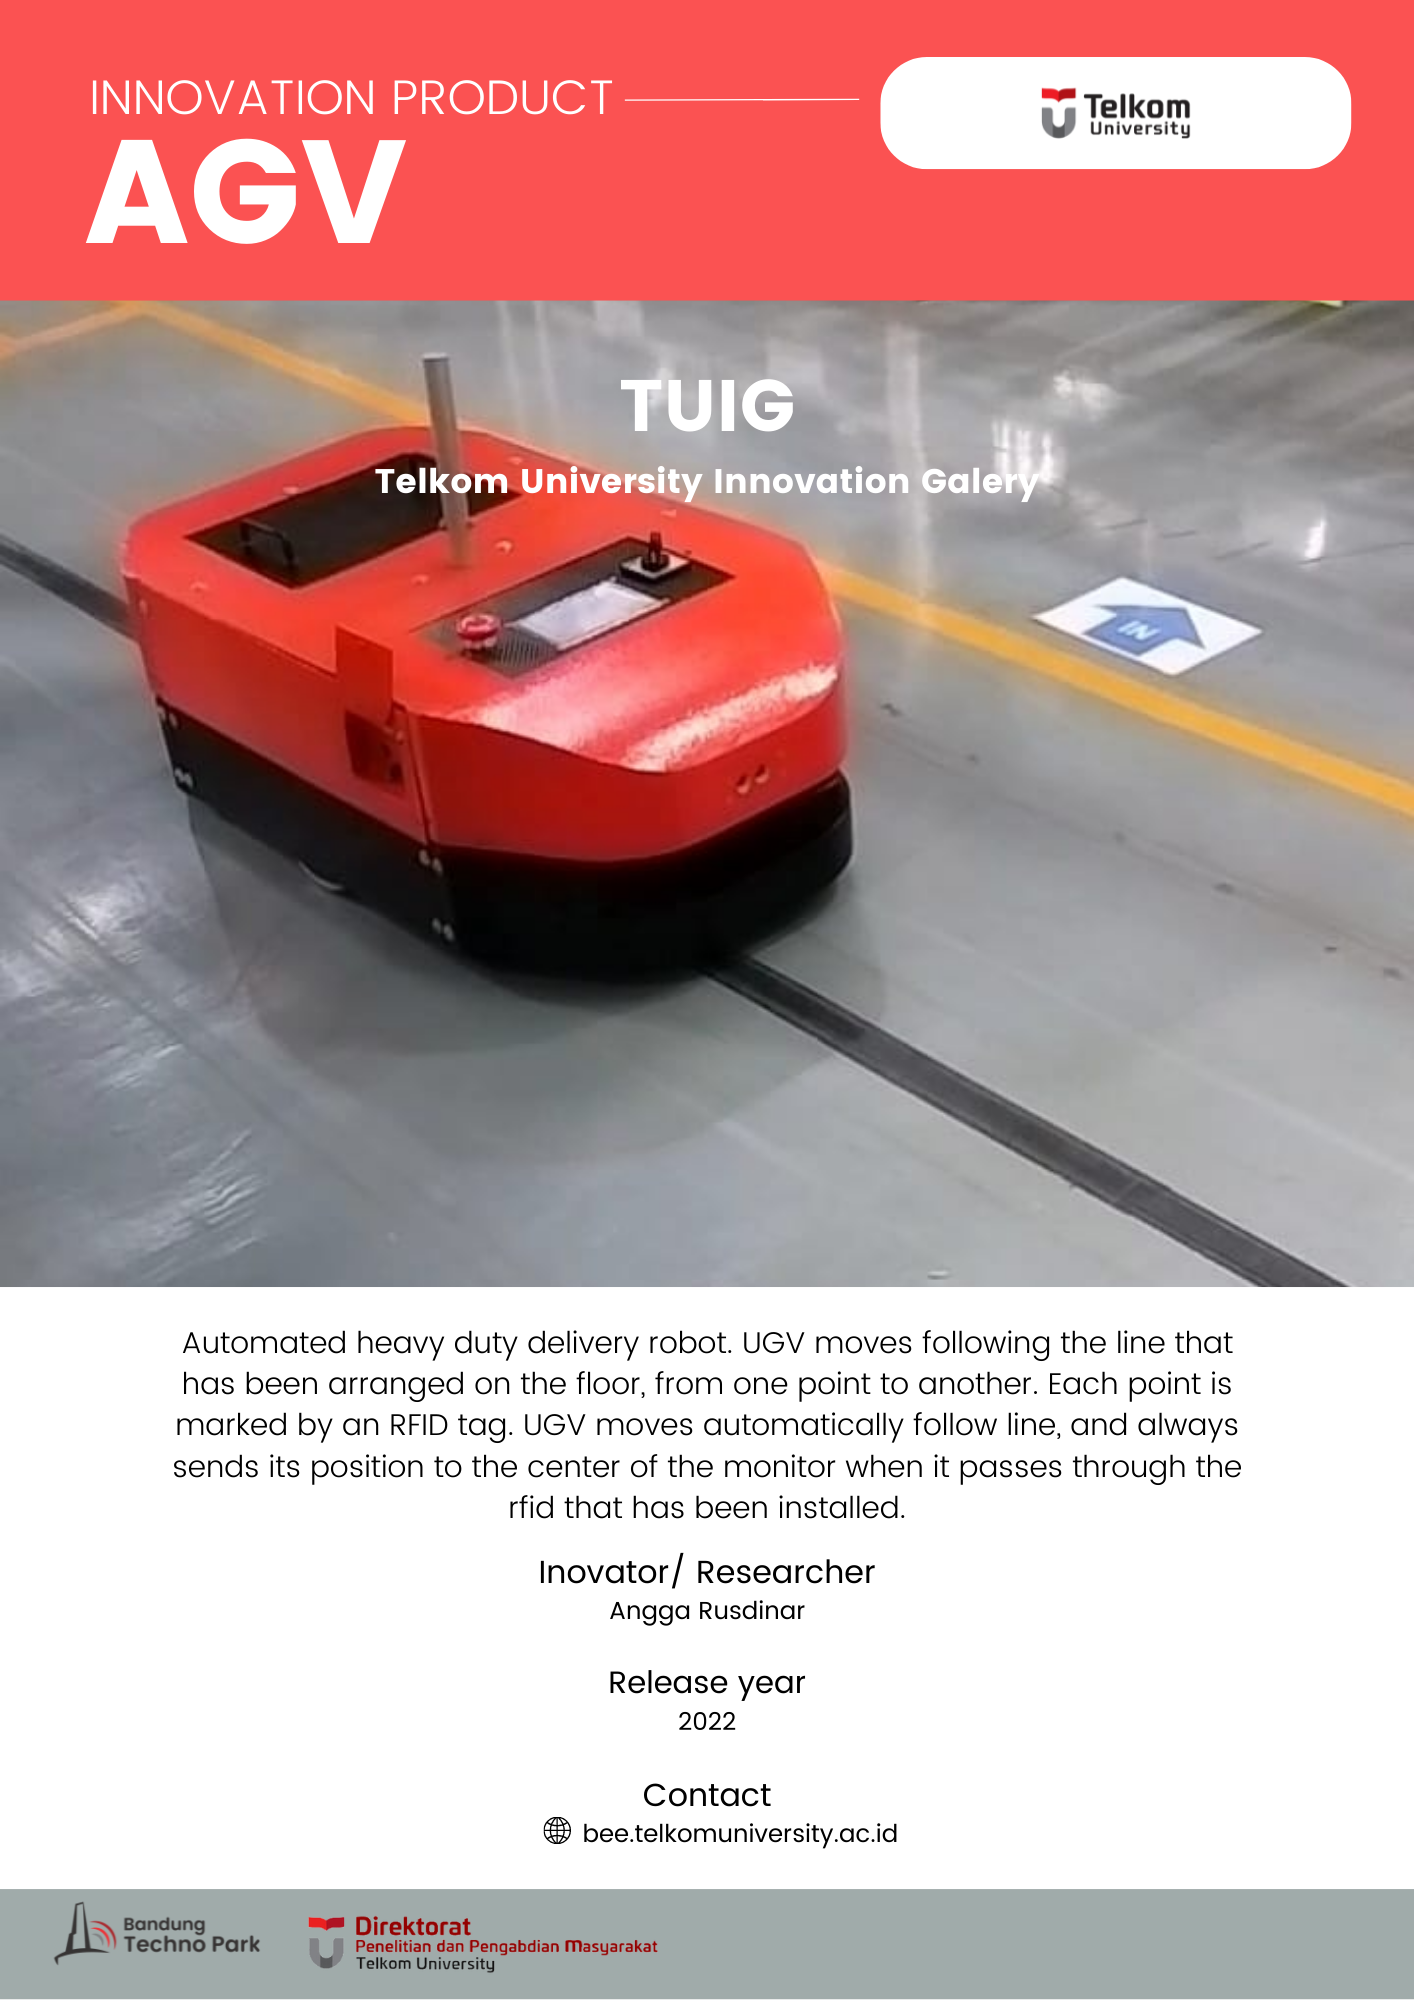 INNOVATION PRODUCT
AGV
Telkom
University
TUIG
Telkom University Innovation Galery
IN
Automated heavy duty delivery robot. UGV moves following the line that
has been arranged on the floor, from one point to another. Each point is
marked by an RFID tag. UGV moves automatically follow line, and always
sends its position to the center of the monitor when it passes through the
rfid that has been installed.
Inovator/ Researcher
Angga Rusdinar
Release year
2022
Contact
bee.telkomuniversity.ac.id
Bandung
Techno Park
Direktorat
Penelitian dan Pengabdian Masyarakat
Telkom University